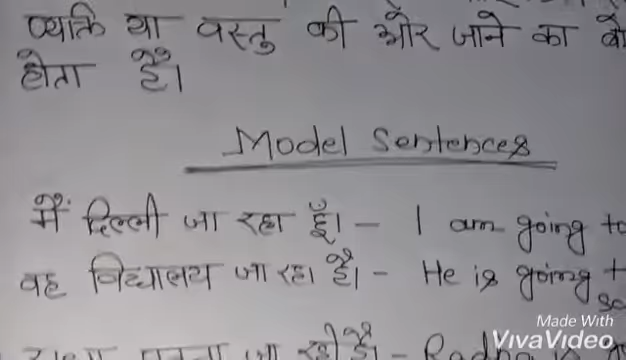 व्यक्ति या वस्तु की ओर जाने का
होता है।
Model Sentences
मैं दिल्ली जा रहा हूँ। - I am going to
वह विद्यालय जा रहा है। - He is going
Made With
VivaVideo